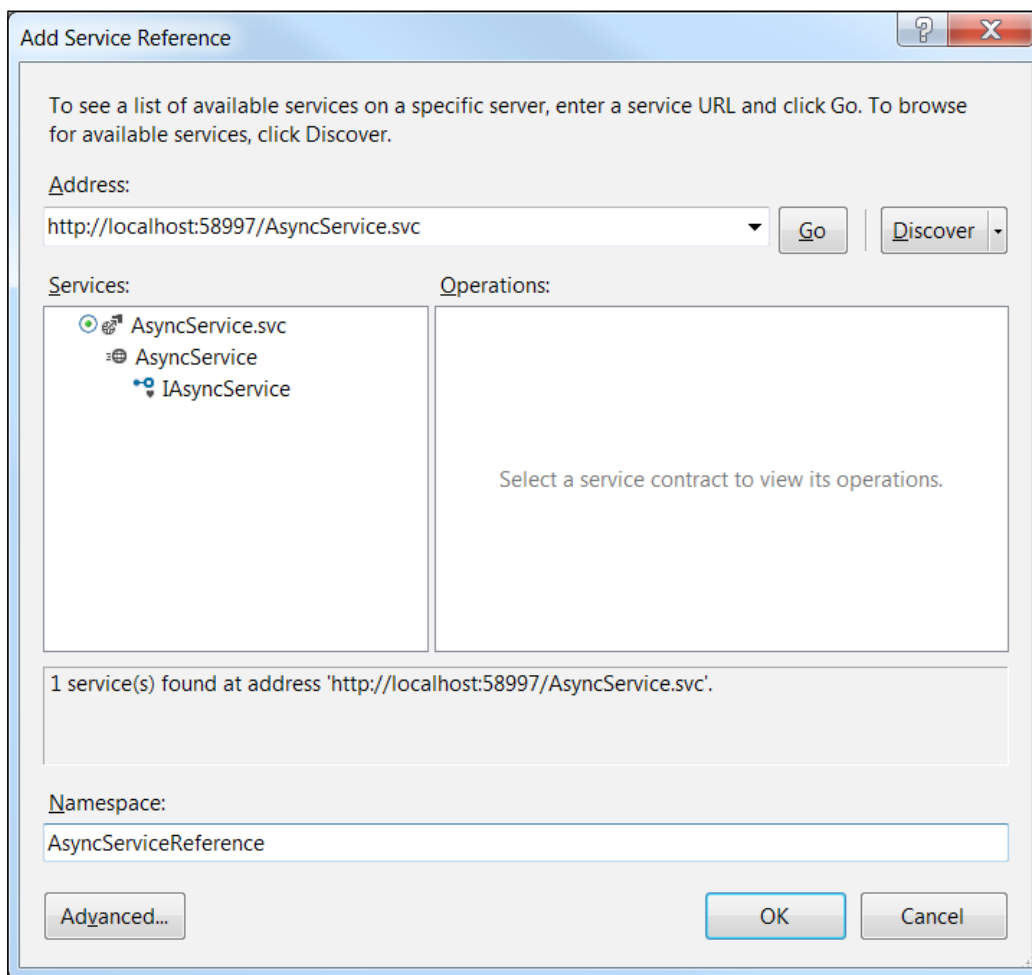 Add Service Reference
To see a list of available services on a specific server, enter a service URL and click Go. To browse
for available services, click Discover.
Address:
http://localhost:58997/AsyncService.svc
Go
Discover
Services:
Operations:
AsyncService.svc
AsyncService
IAsyncService
Select a service contract to view its operations.
1 service(s) found at address 'http://localhost:58997/AsyncService.svc'.
Namespace:
AsyncServiceReference
Advanced...
OK
Cancel